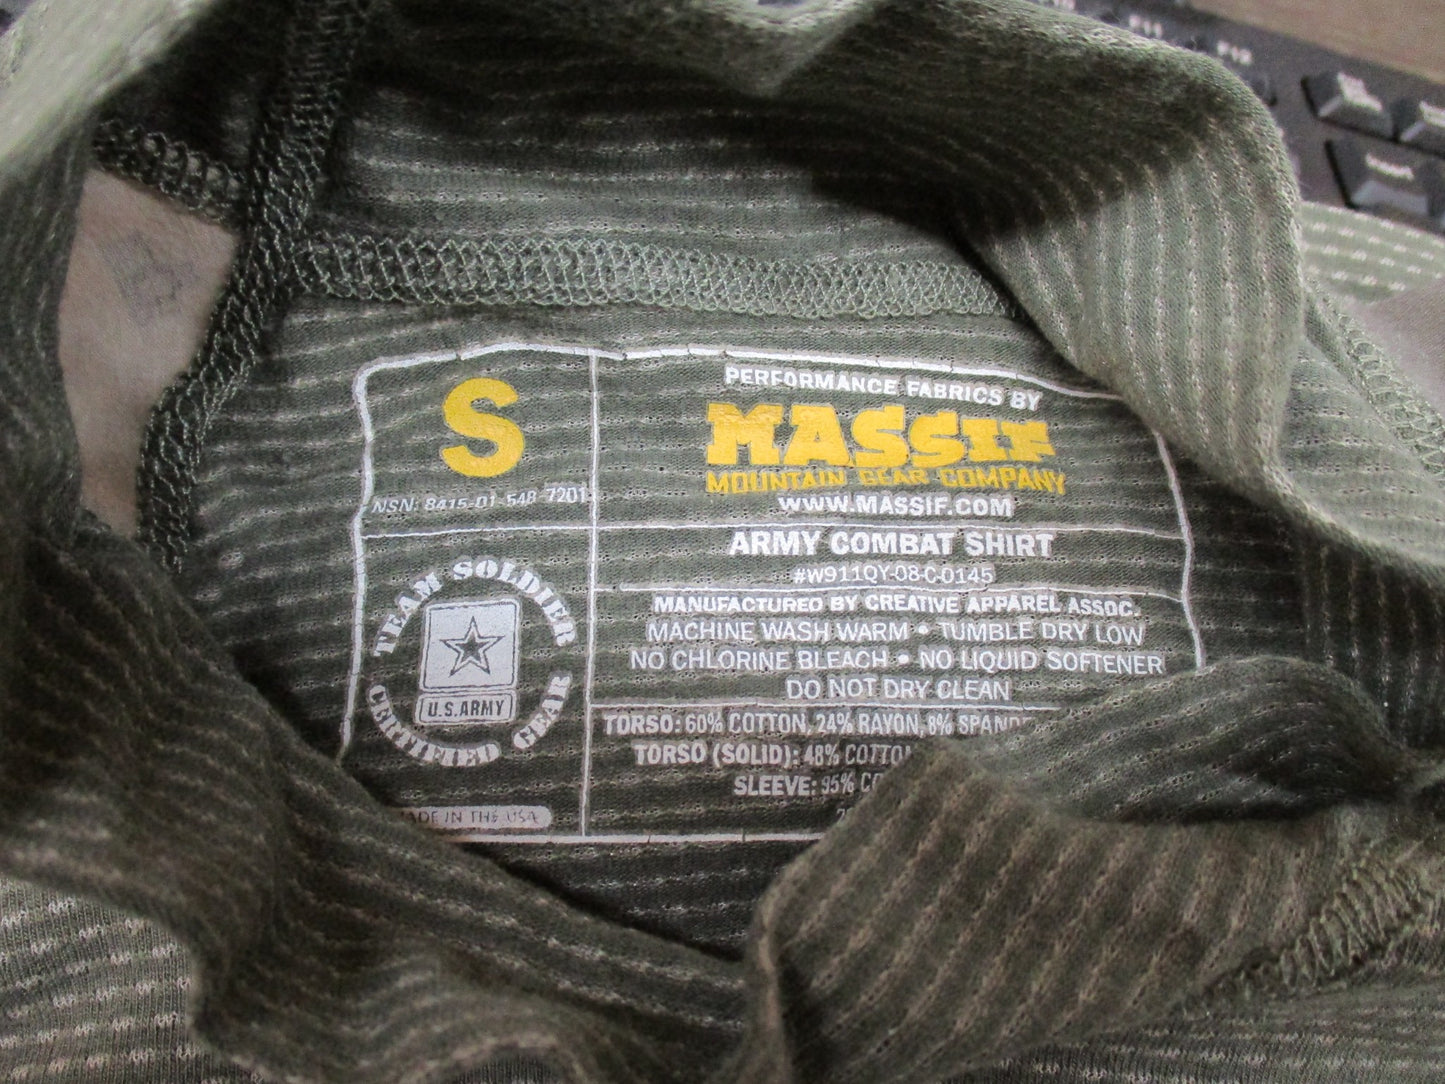 S
NSN: 8415-01-548-7201
TEAM SOLDIER
CERTIFIED GEAR
U.S.ARMY
IN THE USA
PERFORMANCE FABRICS BY
MASSIF
MOUNTAIN GEAR COMPANY
WWW.MASSIF.COM
ARMY COMBAT SHIRT
#W911QY-08-C-0145
MANUFACTURED BY CREATIVE APPAREL ASSOC.
MACHINE WASH WARM • TUMBLE DRY LOW
NO CHLORINE BLEACH • NO LIQUID SOFTENER
DO NOT DRY CLEAN
TORSO: 60% COTTON, 24% RAYON, 8%
TORSO (SOLID): 48%
SLEEVE: 95%
F11
F12